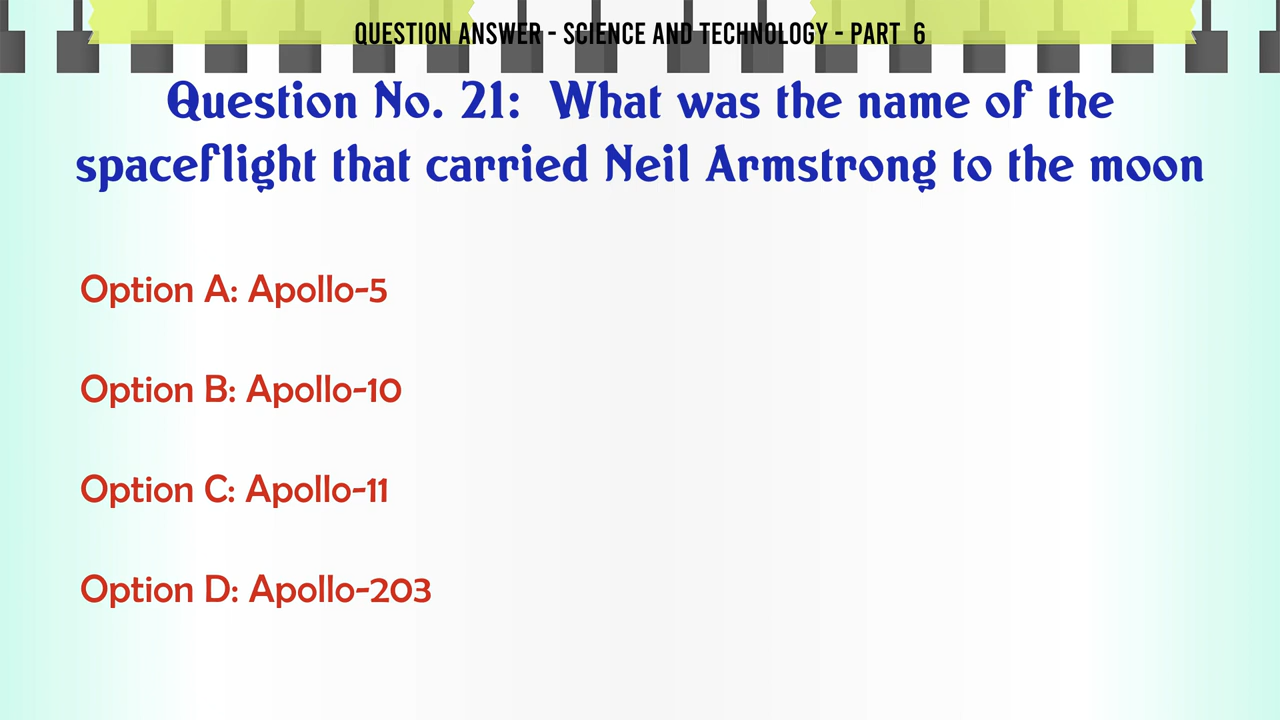 QUESTION ANSWER - SCIENCE AND TECHNOLOGY - PART 6
Question No. 21: What was the name of the
spaceflight that carried Neil Armstrong to the moon
Option A: Apollo-5
Option B: Apollo-10
Option C: Apollo-11
Option D: Apollo-203